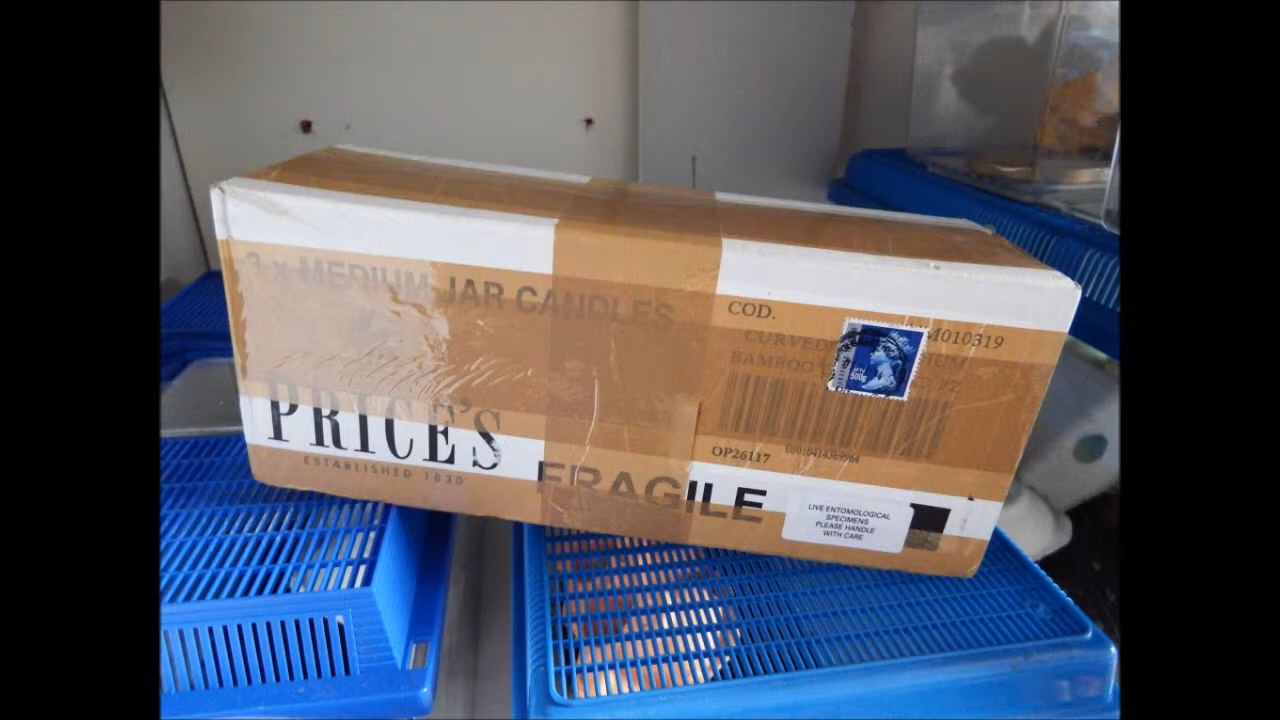 3 x MEDIUM JAR CANDLES
COD.
M010319
CURVED
BAMBOO
PRICE'S
ESTABLISHED 1830
OP26117
FRAGILE
500g
LIVE ENTOMOLOGICAL
SPECIMENS
PLEASE HANDLE
WITH CARE